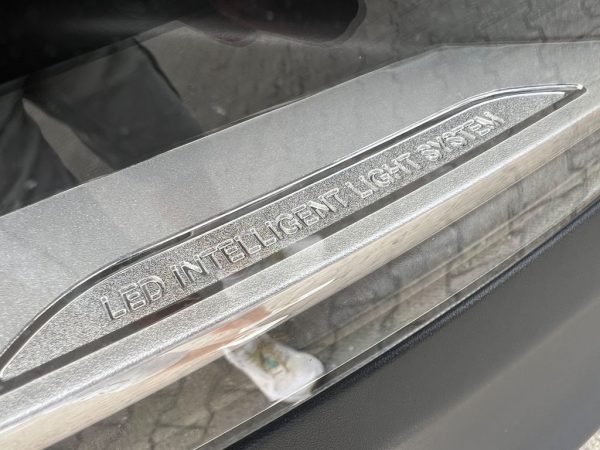 LED INTELLIGENT LIGHT SYSTEM